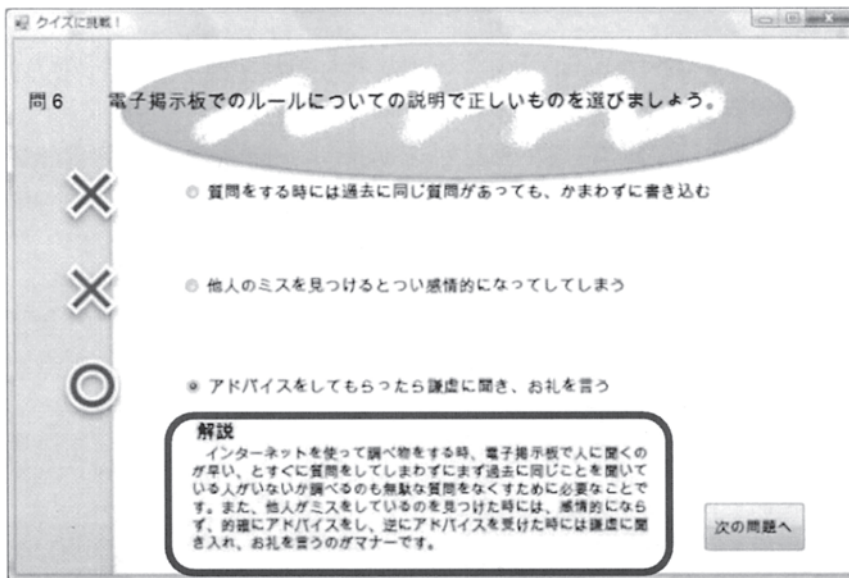 クイズに挑戦！
問6 電子掲示板でのルールについての説明で正しいものを選びましょう。
質問をする時には過去に同じ質問があっても、かまわずに書き込む
他人のミスを見つけるとつい感情的になってしてしまう
アドバイスをしてもらったら謙虚に聞き、お礼を言う
解説
インターネットを使って調べ物をする時、電子掲示板で人に聞くの
が早い、とすぐに質問をしてしまわずにまず過去に同じことを聞いて
いる人がいないか調べるのも無駄な質問をなくすために必要なことで
す。また、他人がミスをしているのを見つけた時には、感情的になら
ず、的確にアドバイスをし、逆にアドバイスを受けた時には謙虚に聞
き入れ、お礼を言うのがマナーです。
次の問題へ